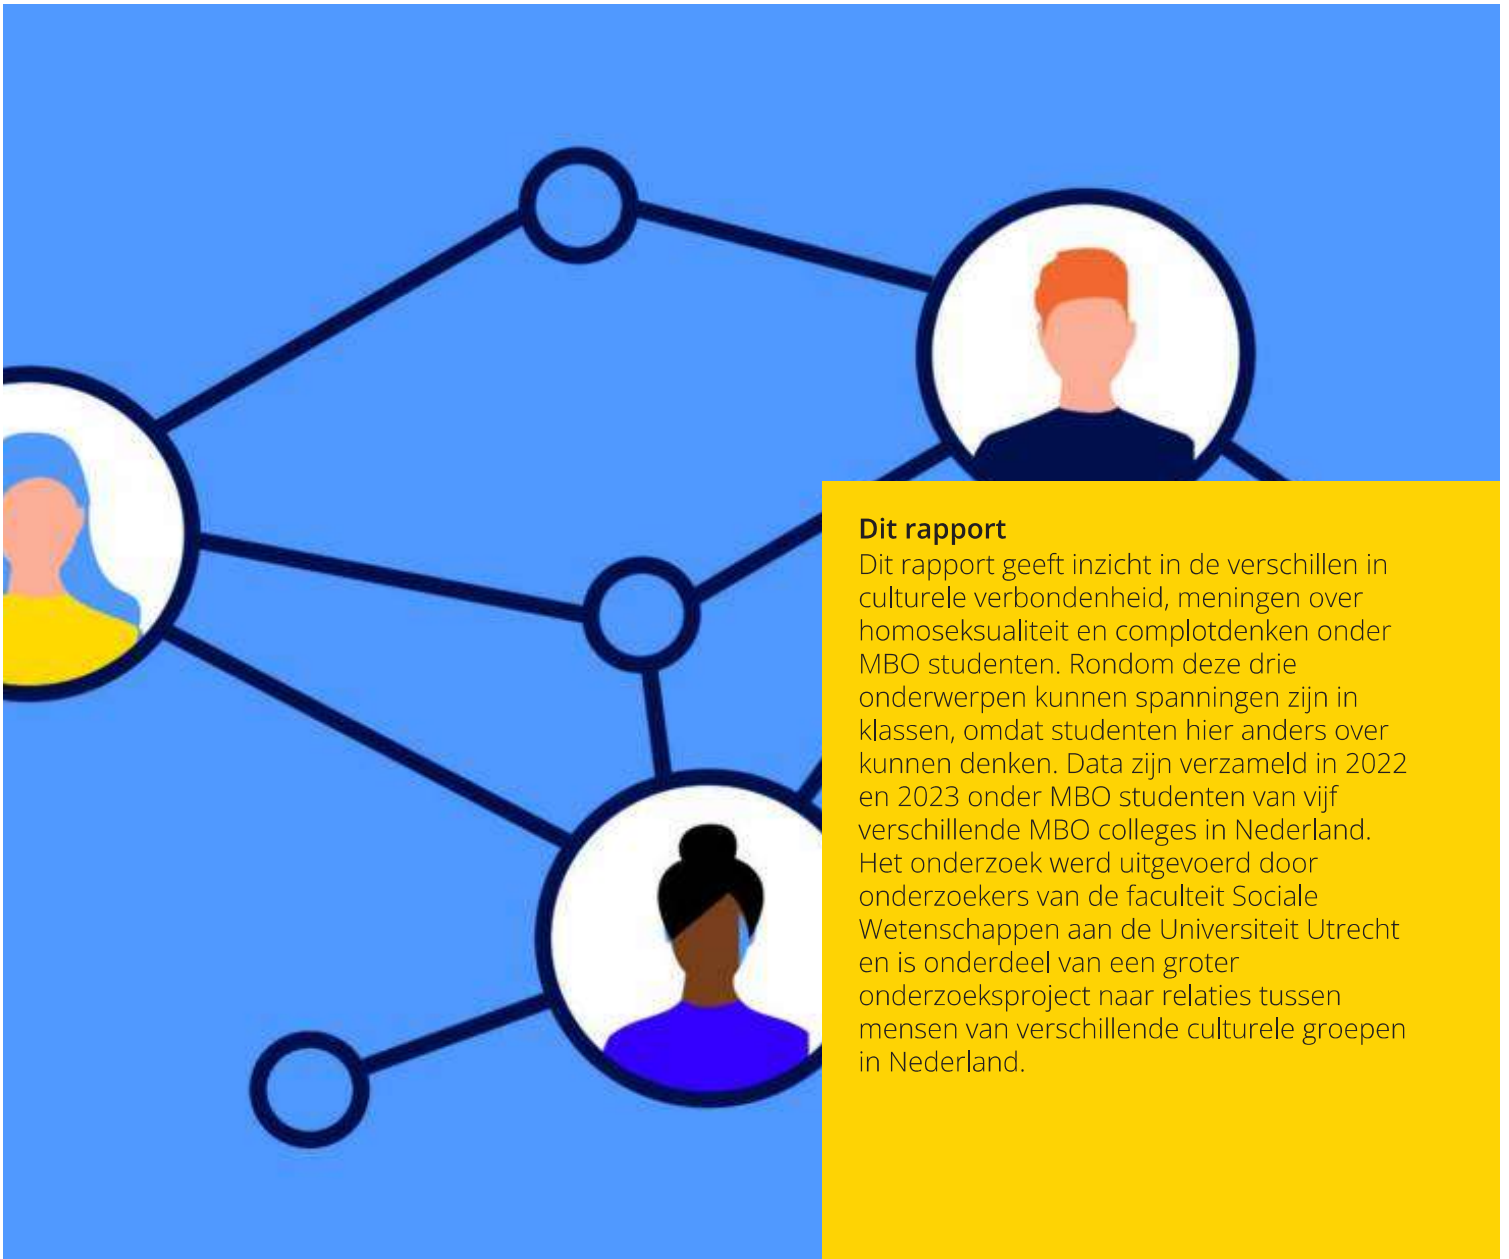 Dit rapport
Dit rapport geeft inzicht in de verschillen in
culturele verbondenheid, meningen over
homoseksualiteit en complotdenken onder
MBO studenten. Rondom deze drie
onderwerpen kunnen spanningen zijn in
klassen, omdat studenten hier anders over
kunnen denken. Data zijn verzameld in 2022
en 2023 onder MBO studenten van vijf
verschillende MBO colleges in Nederland.
Het onderzoek werd uitgevoerd door
onderzoekers van de faculteit Sociale
Wetenschappen aan de Universiteit Utrecht
en is onderdeel van een groter
onderzoeksproject naar relaties tussen
mensen van verschillende culturele groepen
in Nederland.